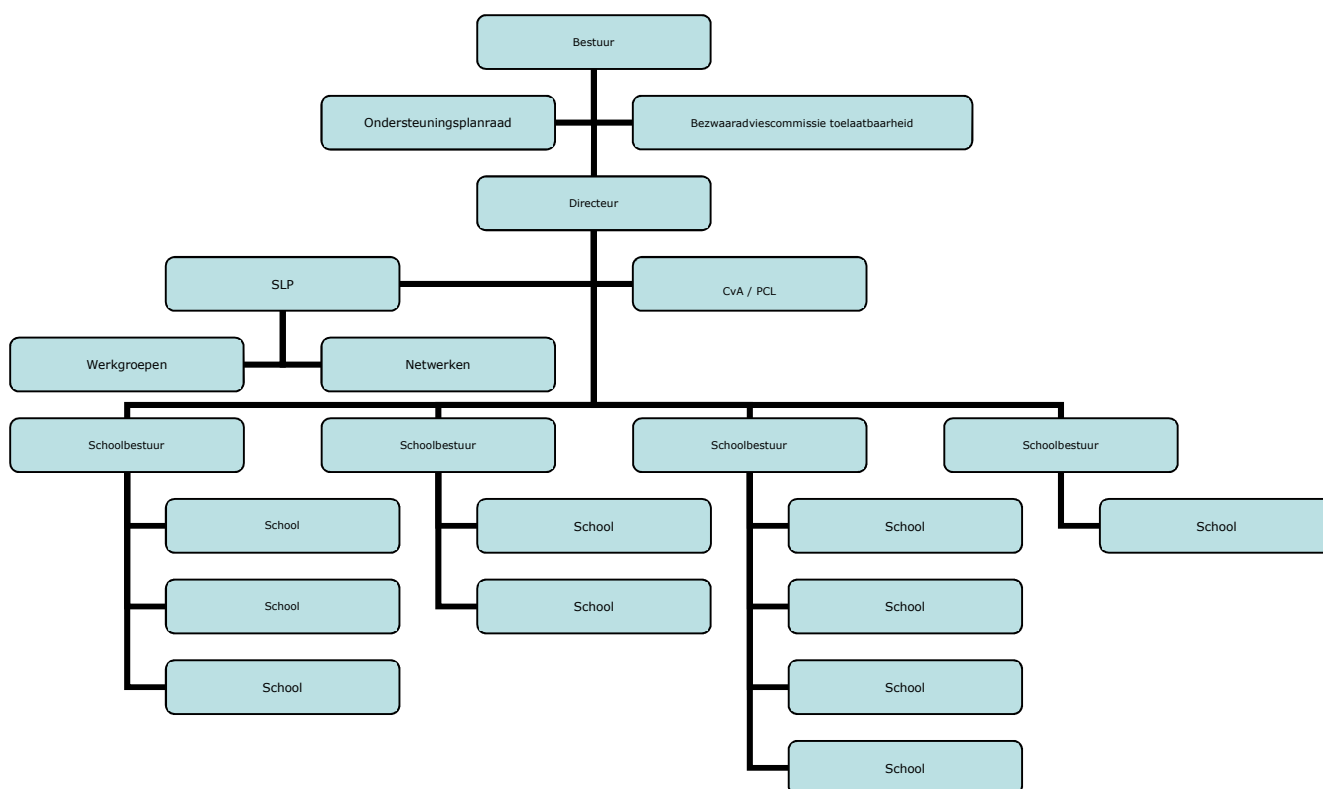 Bestuur
Ondersteuningsplanraad
Bezwaaradviescommissie toelaatbaarheid
Directeur
SLP
CvA / PCL
Werkgroepen
Netwerken
Schoolbestuur
Schoolbestuur
Schoolbestuur
Schoolbestuur
School
School
School
School
School
School
School
School
School
School